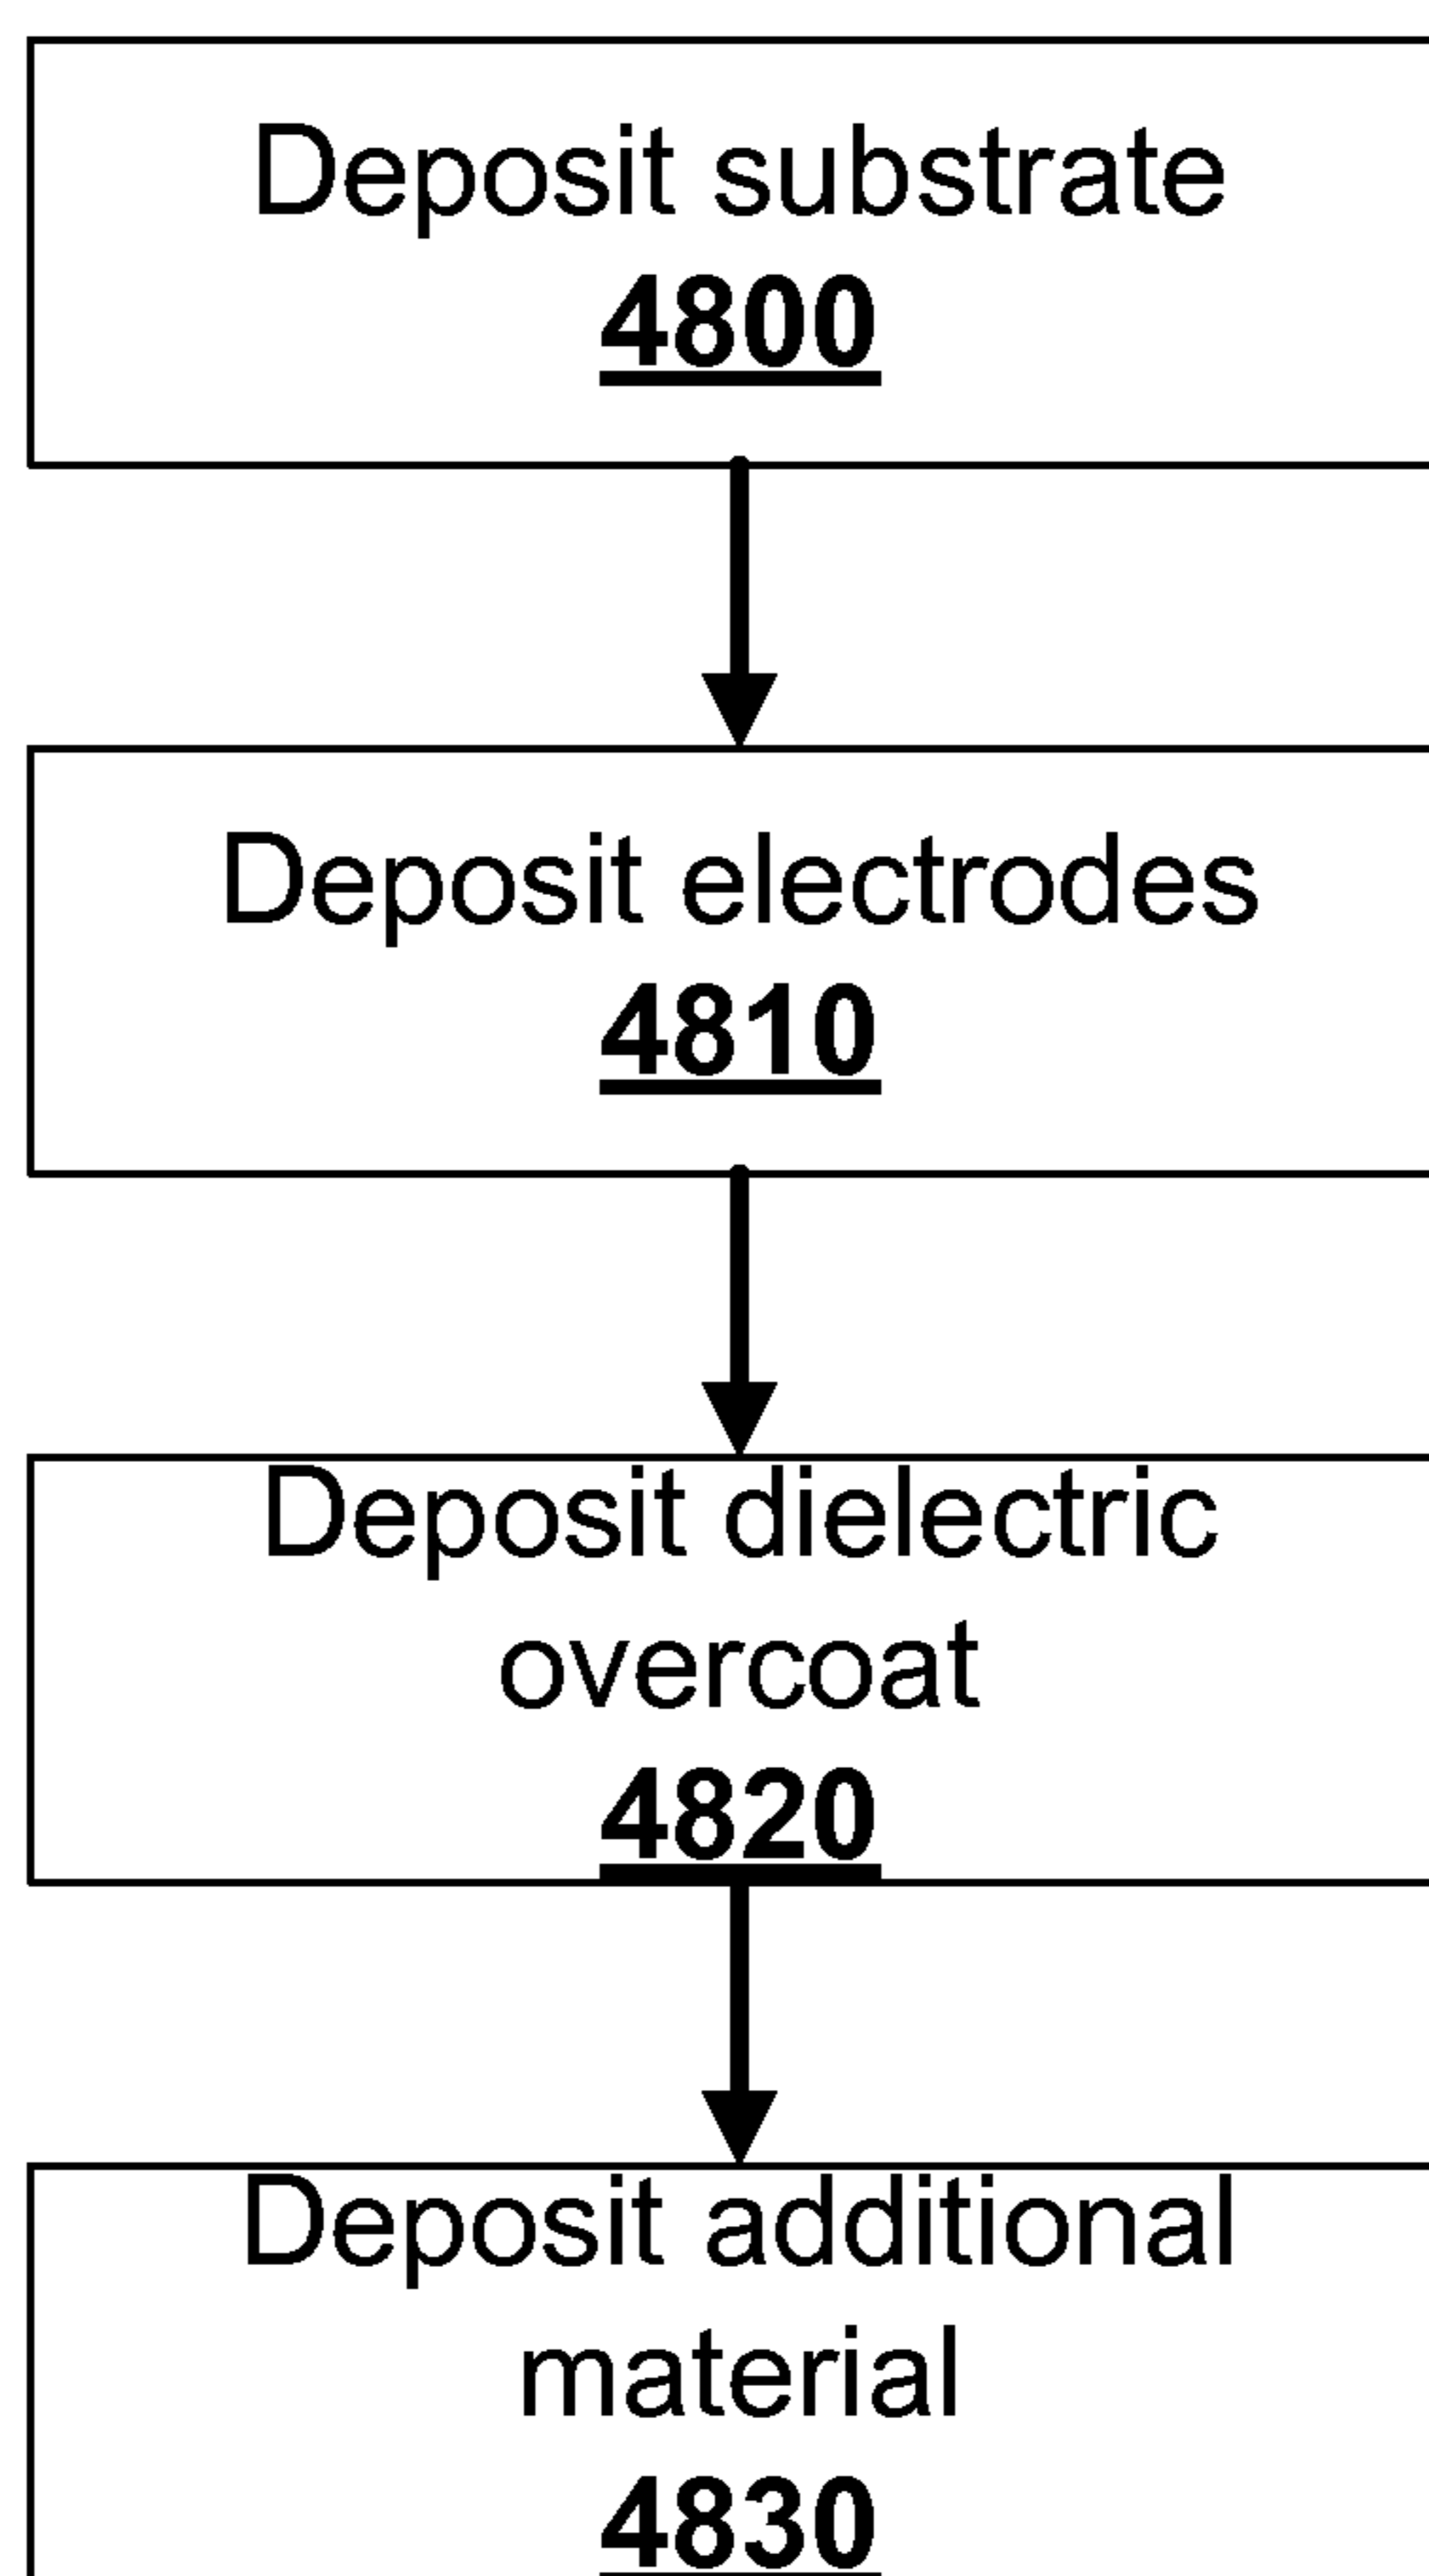 Deposit substrate
4800
Deposit electrodes
4810
Deposit dielectric
overcoat
4820
Deposit additional
material
4830